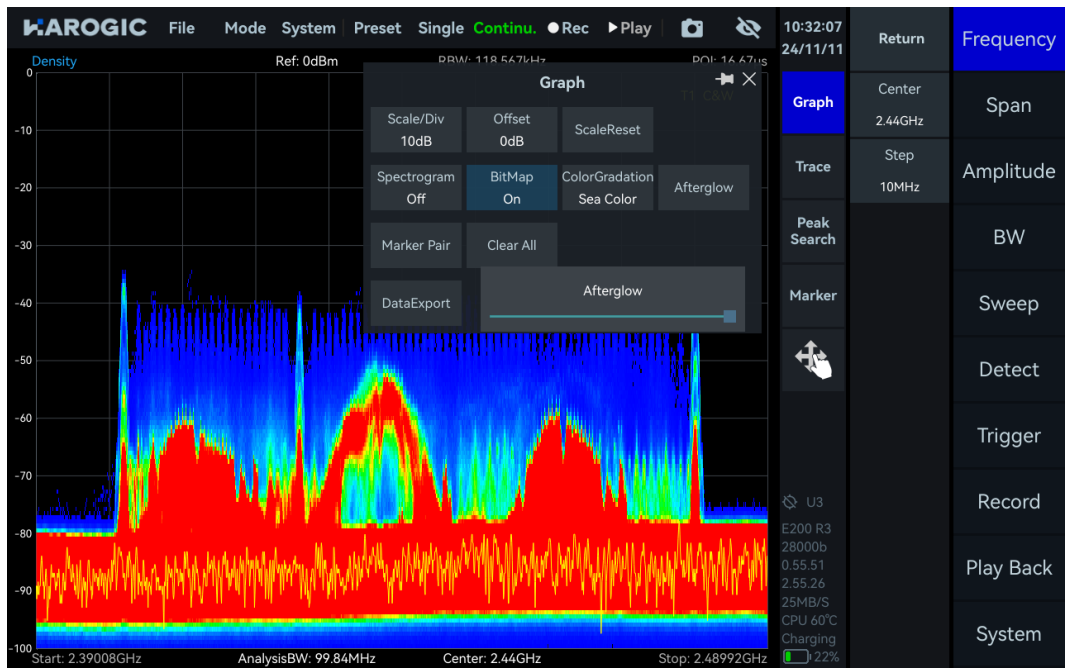 HAROGIC File Mode System Preset Single Continu. Rec Play
10:32:07
24/11/11
Return
Frequency
Density Ref: 0dBm RBW: 118.567kHz POI: 16.67us
0
-10
-20
-30
-40
-50
-60
-70
-80
-90
-100
Graph
T1 C&W
Scale/Div
10dB
Offset
0dB
ScaleReset
Spectrogram
Off
BitMap
On
ColorGradation
Sea Color
Afterglow
Marker Pair
Clear All
DataExport
Afterglow
Start: 2.39008GHz AnalysisBW: 99.84MHz Center: 2.44GHz Stop: 2.48992GHz
Graph
Trace
Peak
Search
Marker
U3
E200 R3
28000b
0.55.51
2.55.26
25MB/S
CPU 60°C
Charging
22%
Center
2.44GHz
Step
10MHz
Span
Amplitude
BW
Sweep
Detect
Trigger
Record
Play Back
System